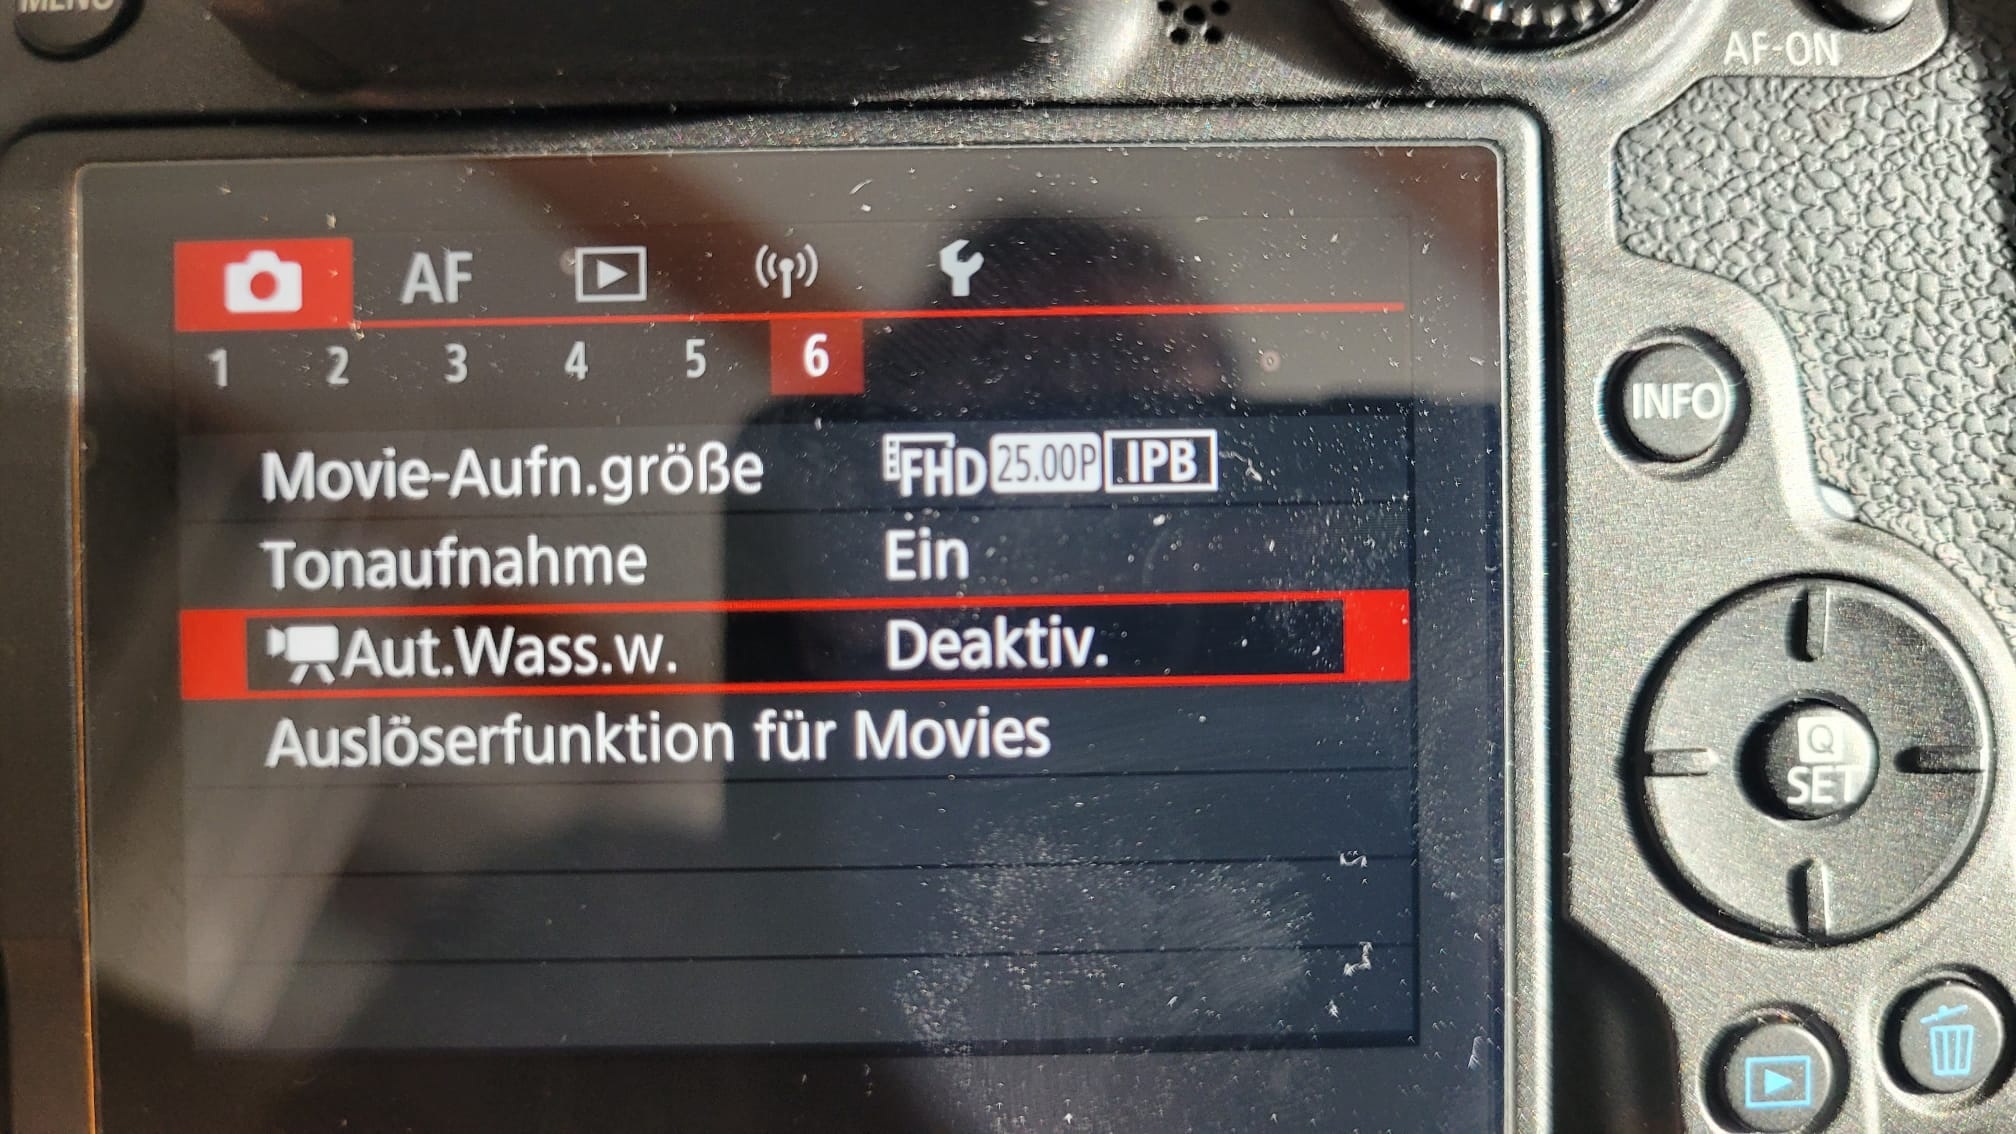 MENU
AF-ON
AF
1 2 3 4 5 6
Movie-Aufn.größe FHD 25.00P IPB
Tonaufnahme Ein
Aut.Wass.w. Deaktiv.
Auslöserfunktion für Movies
INFO
Q
SET